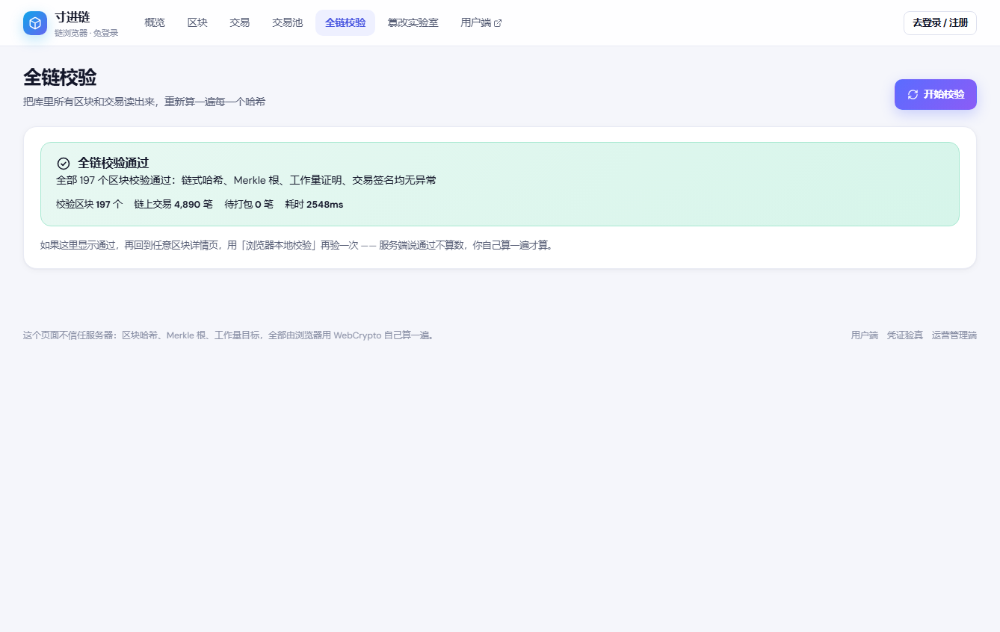 寸进链
链浏览器 · 免登录
概览
区块
交易
交易池
全链校验
篡改实验室
用户端
去登录 / 注册
全链校验
把库里所有区块和交易读出来，重新算一遍每一个哈希
开始校验
全链校验通过
全部 197 个区块校验通过：链式哈希、Merkle 根、工作量证明、交易签名均无异常
校验区块 197 个 链上交易 4,890 笔 待打包 0 笔 耗时 2548ms
如果这里显示通过，再回到任意区块详情页，用「浏览器本地校验」再验一次 —— 服务端说通过不算数，你自己算一遍才算。
这个页面不信任服务器：区块哈希、Merkle 根、工作量目标，全部由浏览器用 WebCrypto 自己算一遍。
用户端
凭证验真
运营管理端